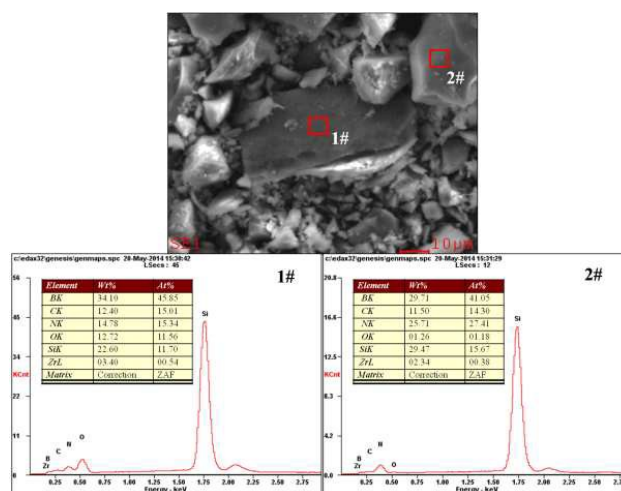 2#
1#
SEI
10μm
c:\edax32\genesis\genmaps.spc 20-May-2014 15:30:42
LSecs : 45
1#
56
45
34
KCnt
22
11
0
Element Wt% At%
BK 34.10 45.85
CK 12.40 15.01
NK 14.78 15.34
OK 12.72 11.56
SiK 22.60 11.70
ZrL 03.40 00.54
Matrix Correction ZAF
Si
O
N
C
B
Zr
0.25 0.50 0.75 1.00 1.25 1.50 1.75 2.00 2.25 2.50 2.75
Energy - keV
c:\edax32\genesis\genmaps.spc 20-May-2014 15:31:29
LSecs : 12
2#
20.8
16.6
12.5
KCnt
8.3
4.2
0.0
Element Wt% At%
BK 29.71 41.05
CK 11.50 14.30
NK 25.71 27.41
OK 01.26 01.18
SiK 29.47 15.67
ZrL 02.34 00.38
Matrix Correction ZAF
Si
C N
B
Zr O
0.25 0.50 0.75 1.00 1.25 1.50 1.75 2.00 2.25 2.50 2.75
Energy - keV